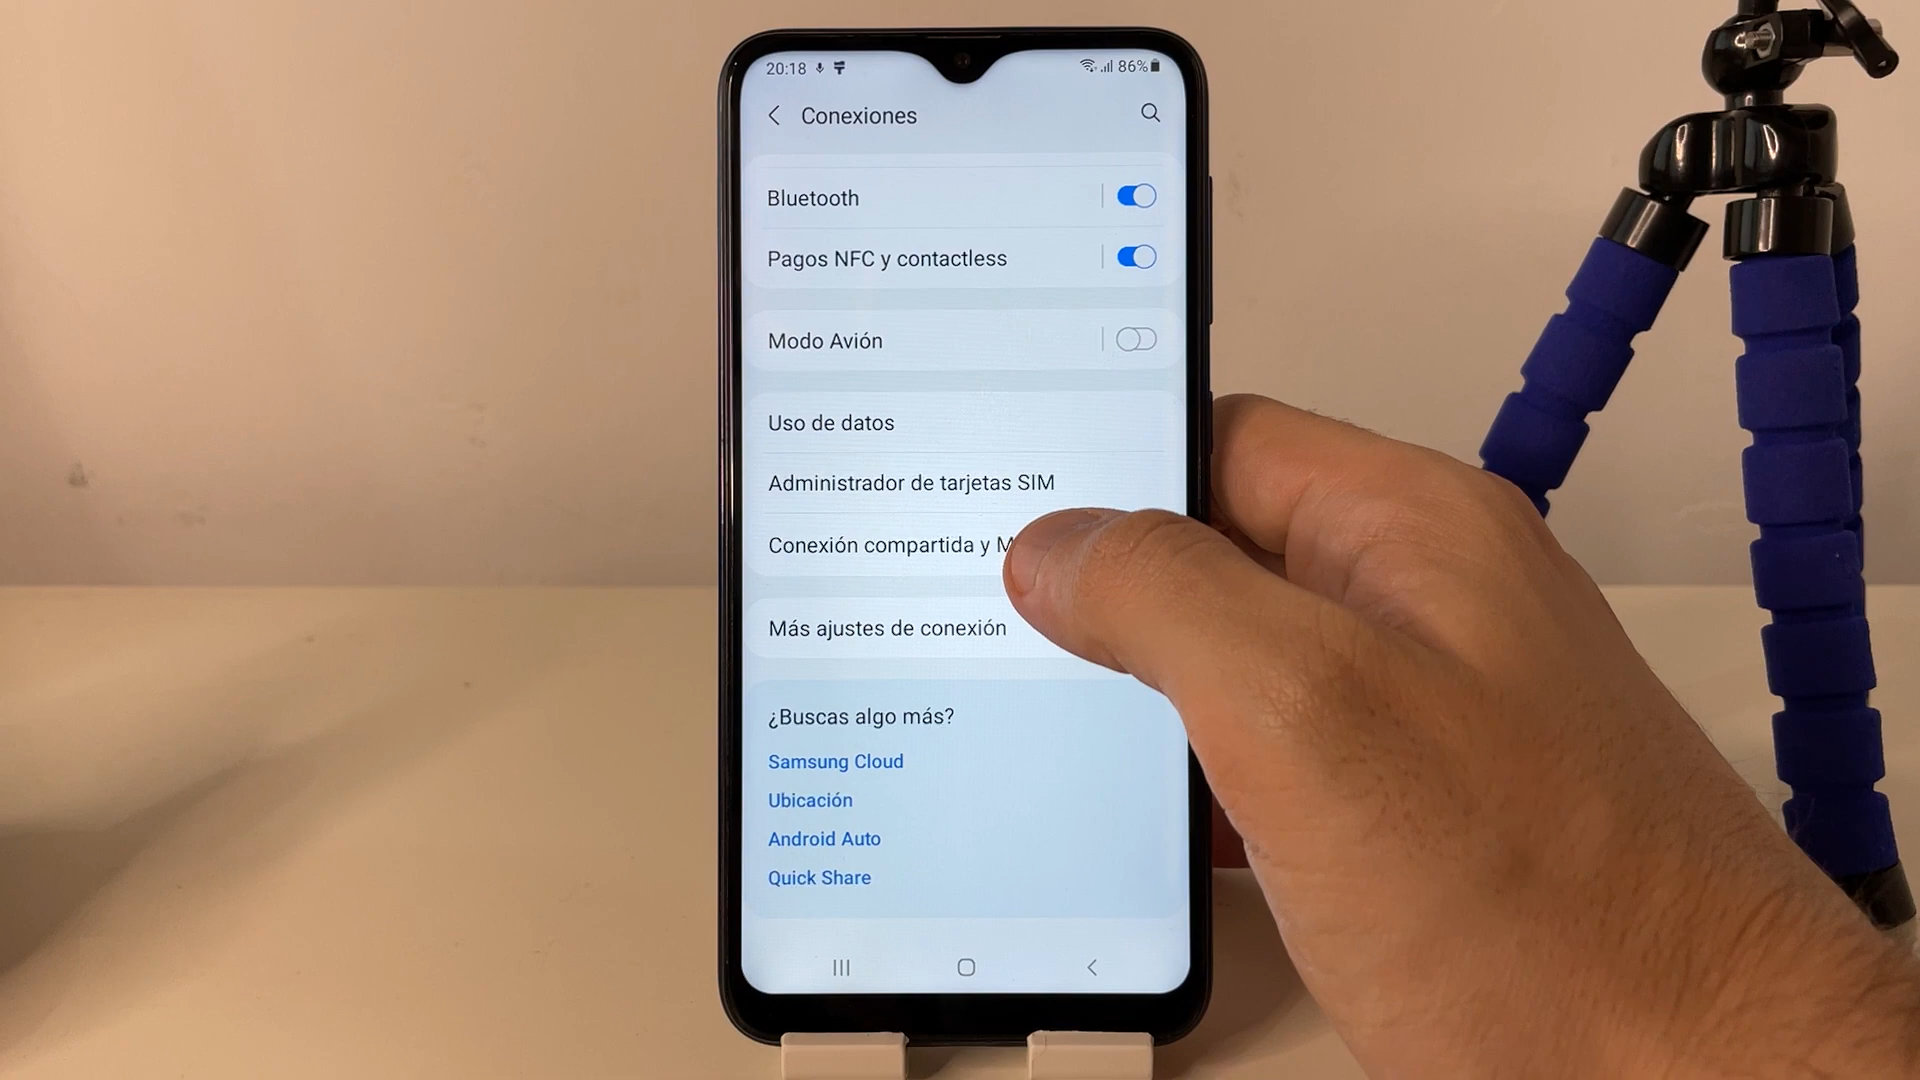 20:18 86%
Conexiones
Bluetooth
Pagos NFC y contactless
Modo Avión
Uso de datos
Administrador de tarjetas SIM
Conexión compartida y
Más ajustes de conexión
¿Buscas algo más?
Samsung Cloud
Ubicación
Android Auto
Quick Share